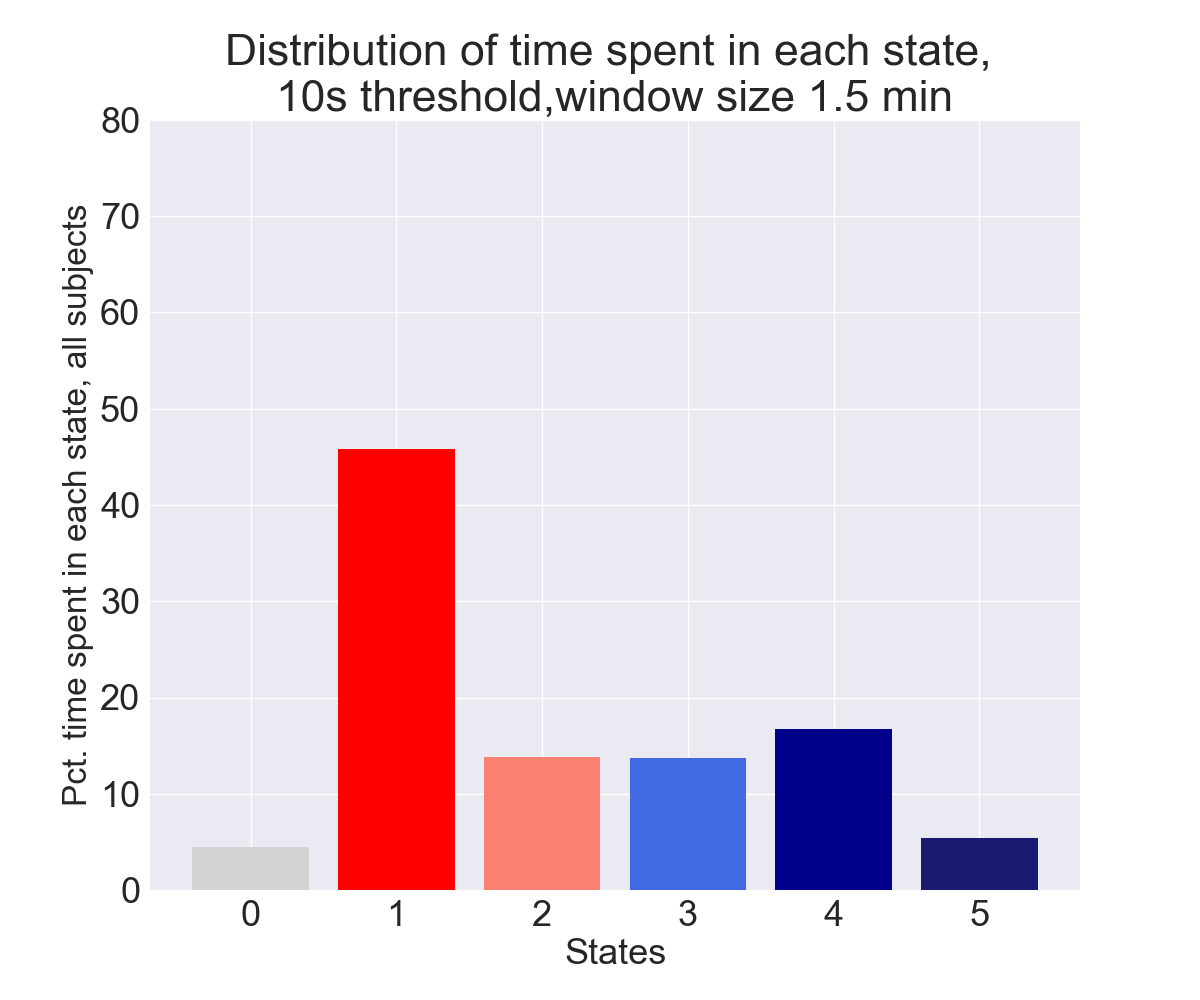 Distribution of time spent in each state,
10s threshold,window size 1.5 min
80
70
60
50
40
30
20
10
0
Pct. time spent in each state, all subjects
0 1 2 3 4 5
States